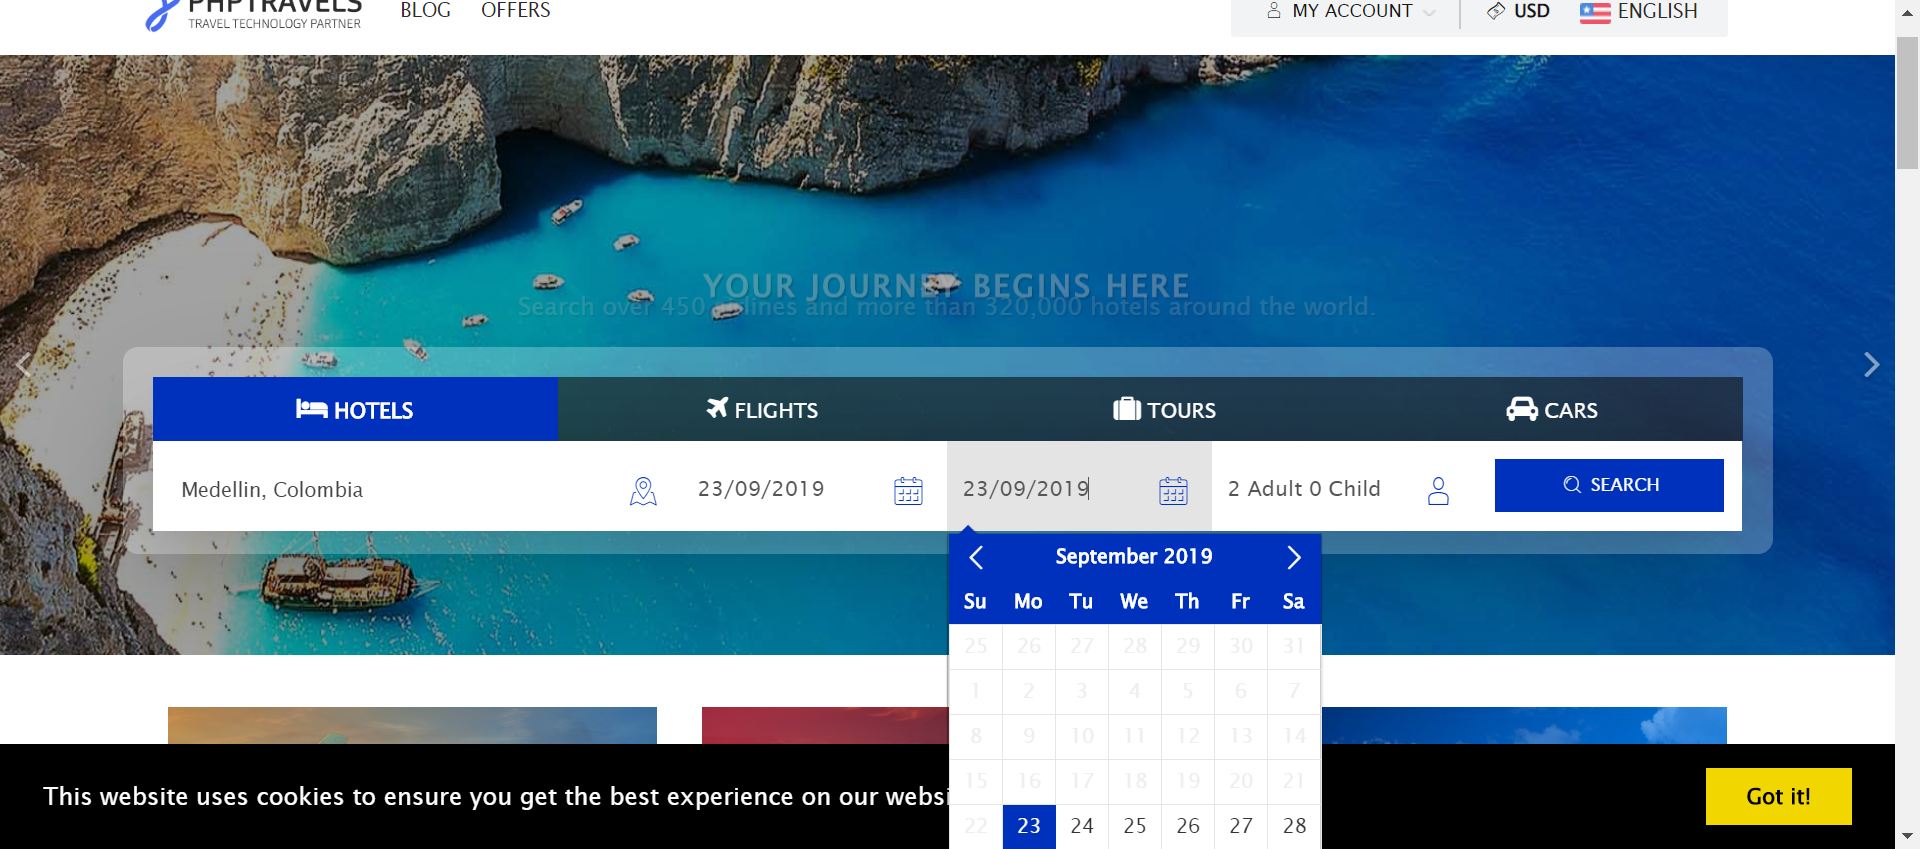 PHPTRAVELS
TRAVEL TECHNOLOGY PARTNER
BLOG
OFFERS
MY ACCOUNT
USD
ENGLISH
YOUR JOURNEY BEGINS HERE
Search over 450 airlines and more than 320,000 hotels around the world.
HOTELS
FLIGHTS
TOURS
CARS
Medellin, Colombia
23/09/2019
23/09/2019
2 Adult 0 Child
SEARCH
September 2019
Su Mo Tu We Th Fr Sa
25 26 27 28 29 30 31
1 2 3 4 5 6 7
8 9 10 11 12 13 14
15 16 17 18 19 20 21
22 23 24 25 26 27 28
This website uses cookies to ensure you get the best experience on our websi
Got it!